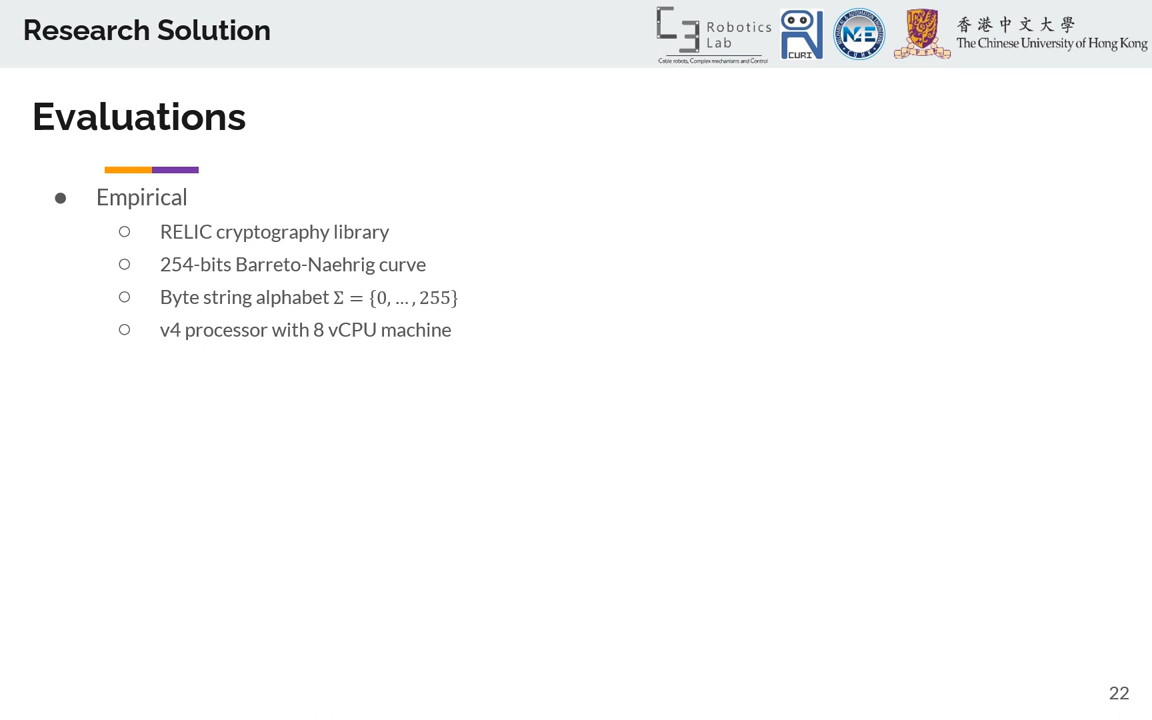 Research Solution
Robotics
Lab
Cable robots, Complex mechanisms and Control
CURI
香港中文大學
The Chinese University of Hong Kong
Evaluations
● Empirical
○ RELIC cryptography library
○ 254-bits Barreto-Naehrig curve
○ Byte string alphabet Σ = {0, … , 255}
○ v4 processor with 8 vCPU machine
22